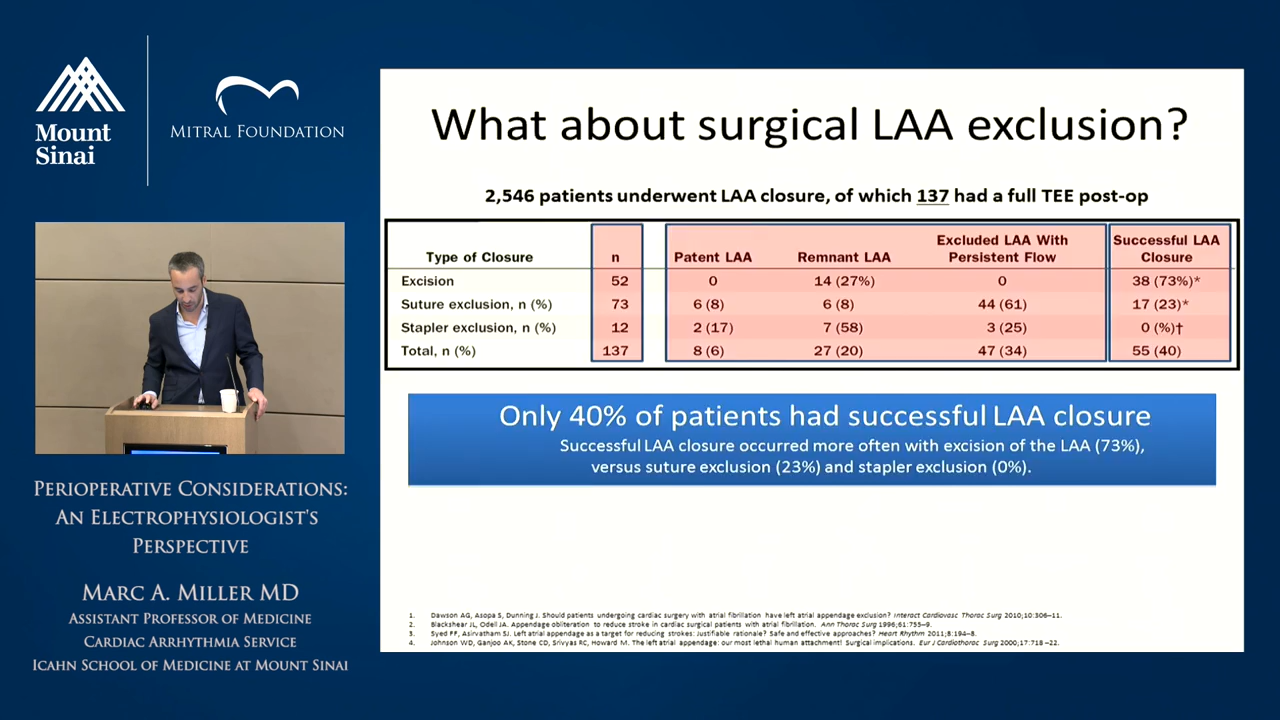 Mount
Sinai
MITRAL FOUNDATION
PERIOPERATIVE CONSIDERATIONS:
AN ELECTROPHYSIOLOGIST'S
PERSPECTIVE
MARC A. MILLER MD
ASSISTANT PROFESSOR OF MEDICINE
CARDIAC ARRHYTHMIA SERVICE
ICAHN SCHOOL OF MEDICINE AT MOUNT SINAI
What about surgical LAA exclusion?
2,546 patients underwent LAA closure, of which 137 had a full TEE post-op
Type of Closure n Patent LAA Remnant LAA Excluded LAA With Persistent Flow Successful LAA Closure
Excision 52 0 14 (27%) 0 38 (73%)*
Suture exclusion, n (%) 73 6 (8) 6 (8) 44 (61) 17 (23)*
Stapler exclusion, n (%) 12 2 (17) 7 (58) 3 (25) 0 (%)†
Total, n (%) 137 8 (6) 27 (20) 47 (34) 55 (40)
Only 40% of patients had successful LAA closure
Successful LAA closure occurred more often with excision of the LAA (73%),
versus suture exclusion (23%) and stapler exclusion (0%).
1. Dawson AG, Asopa S, Dunning J. Should patients undergoing cardiac surgery with atrial fibrillation have left atrial appendage exclusion? Interact Cardiovasc Thorac Surg 2010;10:306–11.
2. Blackshear JL, Odell JA. Appendage obliteration to reduce stroke in cardiac surgical patients with atrial fibrillation. Ann Thorac Surg 1996;61:755–9.
3. Syed FF, Asirvatham SJ. Left atrial appendage as a target for reducing strokes: justifiable rationale? Safe and effective approaches? Heart Rhythm 2011;8:194–8.
4. Johnson WD, Ganjoo AK, Stone CD, Srivyas RC, Howard M. The left atrial appendage: our most lethal human attachment! Surgical implications. Eur J Cardiothorac Surg 2000;17:718–22.